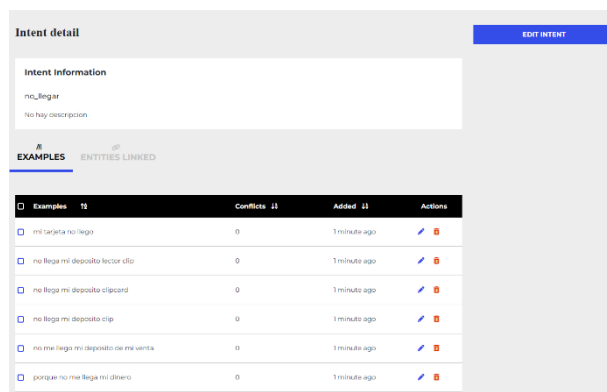 Intent detail
EDIT INTENT
Intent Information
no_llegar
No hay descripcion
EXAMPLES ENTITIES LINKED
Examples Conflicts Added Actions
mi tarjeta no llego 0 1 minute ago
no llega mi deposito lector clip 0 1 minute ago
no llega mi deposito clipcard 0 1 minute ago
no llega mi deposito clip 0 1 minute ago
no me llego mi deposito de mi venta 0 1 minute ago
porque no me llega mi dinero 0 1 minute ago